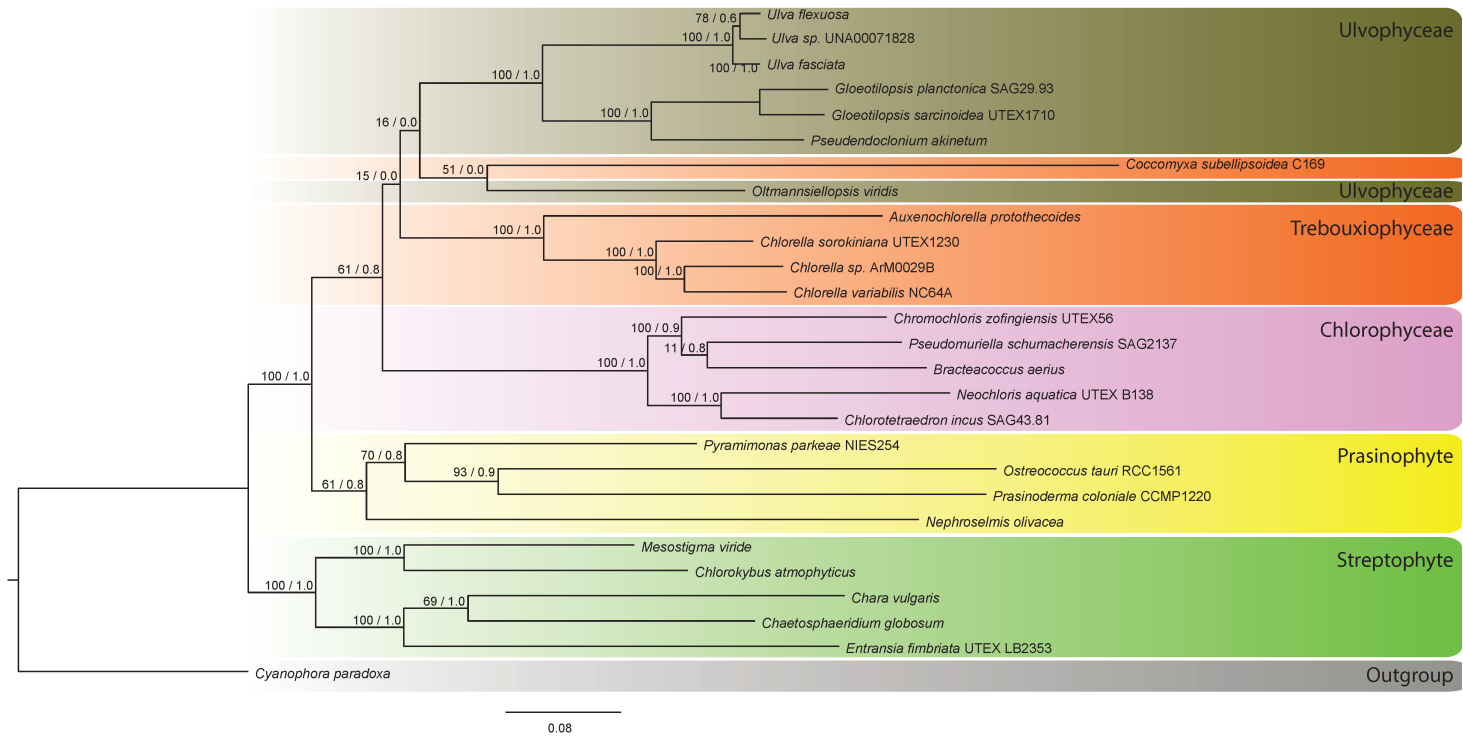 78 / 0.6
Ulva flexuosa
Ulvophyceae
100 / 1.0
Ulva sp. UNA00071828
100 / 1.0
Ulva fasciata
100 / 1.0
Gloeotilopsis planctonica SAG29.93
100 / 1.0
Gloeotilopsis sarcinoidea UTEX1710
16 / 0.0
Pseudendoclonium akinetum
Coccomyxa subellipsoidea C169
51 / 0.0
15 / 0.0
Oltmannsiellopsis viridis
Ulvophyceae
Auxenochlorella protothecoides
Trebouxiophyceae
100 / 1.0
Chlorella sorokiniana UTEX1230
100 / 1.0
Chlorella sp. ArM0029B
100 / 1.0
61 / 0.8
Chlorella variabilis NC64A
Chromochloris zofingiensis UTEX56
Chlorophyceae
100 / 0.9
Pseudomuriella schumacherensis SAG2137
11 / 0.8
100 / 1.0
Bracteacoccus aerius
100 / 1.0
Neochloris aquatica UTEX B138
100 / 1.0
Chlorotetraedron incus SAG43.81
Pyramimonas parkeae NIES254
Prasinophyte
70 / 0.8
93 / 0.9
Ostreococcus tauri RCC1561
61 / 0.8
Prasinoderma coloniale CCMP1220
Nephroselmis olivacea
100 / 1.0
Mesostigma viride
Streptophyte
Chlorokybus atmophyticus
100 / 1.0
69 / 1.0
Chara vulgaris
100 / 1.0
Chaetosphaeridium globosum
Entransia fimbriata UTEX LB2353
Cyanophora paradoxa
Outgroup
0.08